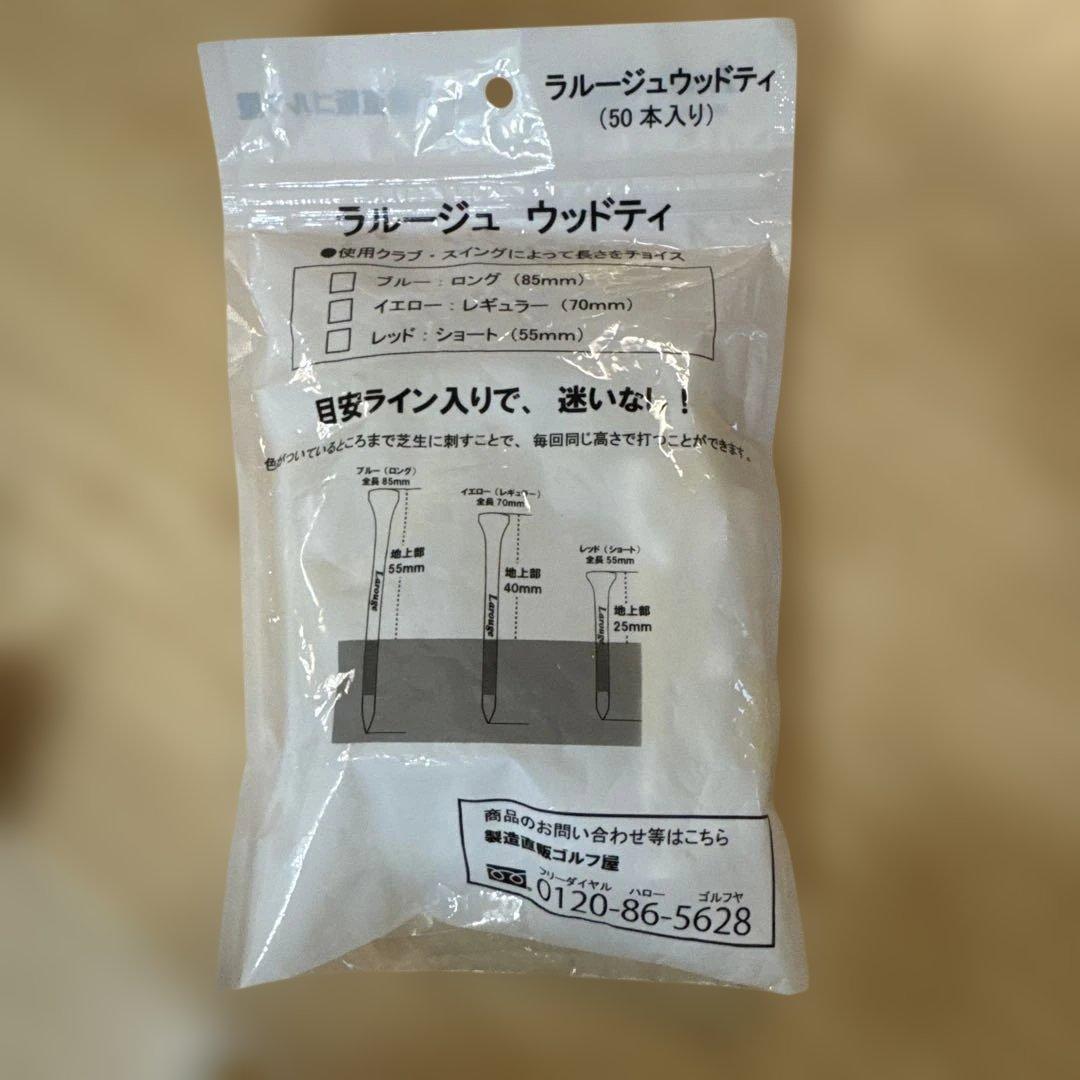 ラルージュウッドティ
（50 本入り）
ラルージュ ウッドティ
●使用クラブ・スイングによって長さをチョイス
□ ブルー：ロング（85mm）
□ イエロー：レギュラー（70mm）
□ レッド：ショート（55mm）
目安ライン入りで、迷いなし！
色がついているところまで芝生に刺すことで、毎回同じ高さで打つことができます。
ブルー（ロング）
全長 85mm
イエロー（レギュラー）
全長 70mm
レッド（ショート）
全長 55mm
地上部
55mm
地上部
40mm
地上部
25mm
Larouge
Larouge
Larouge
商品のお問い合わせ等はこちら
製造直販ゴルフ屋
フリーダイヤル ハロー ゴルフヤ
0120-86-5628